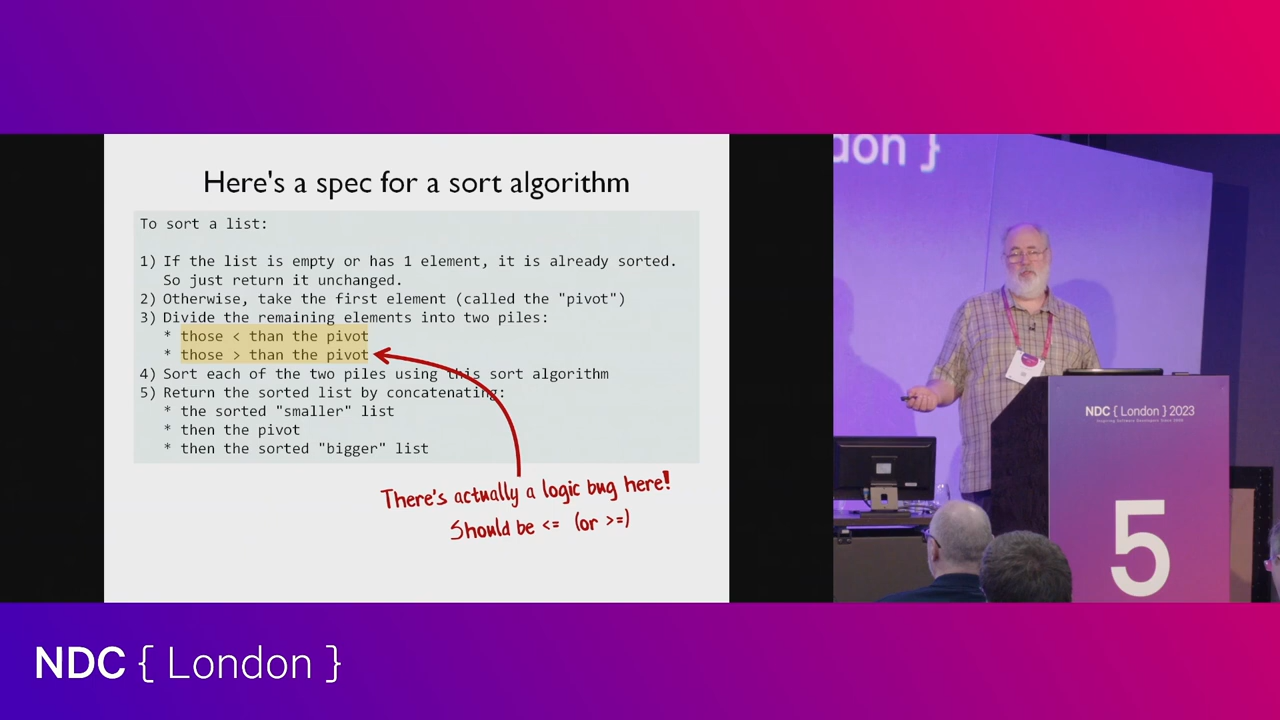 Here's a spec for a sort algorithm
To sort a list:
1) If the list is empty or has 1 element, it is already sorted.
So just return it unchanged.
2) Otherwise, take the first element (called the "pivot")
3) Divide the remaining elements into two piles:
* those < than the pivot
* those > than the pivot
4) Sort each of the two piles using this sort algorithm
5) Return the sorted list by concatenating:
* the sorted "smaller" list
* then the pivot
* then the sorted "bigger" list
There's actually a logic bug here!
Should be <= (or >=)
don }
NDC { London } 2023
5
NDC { London }